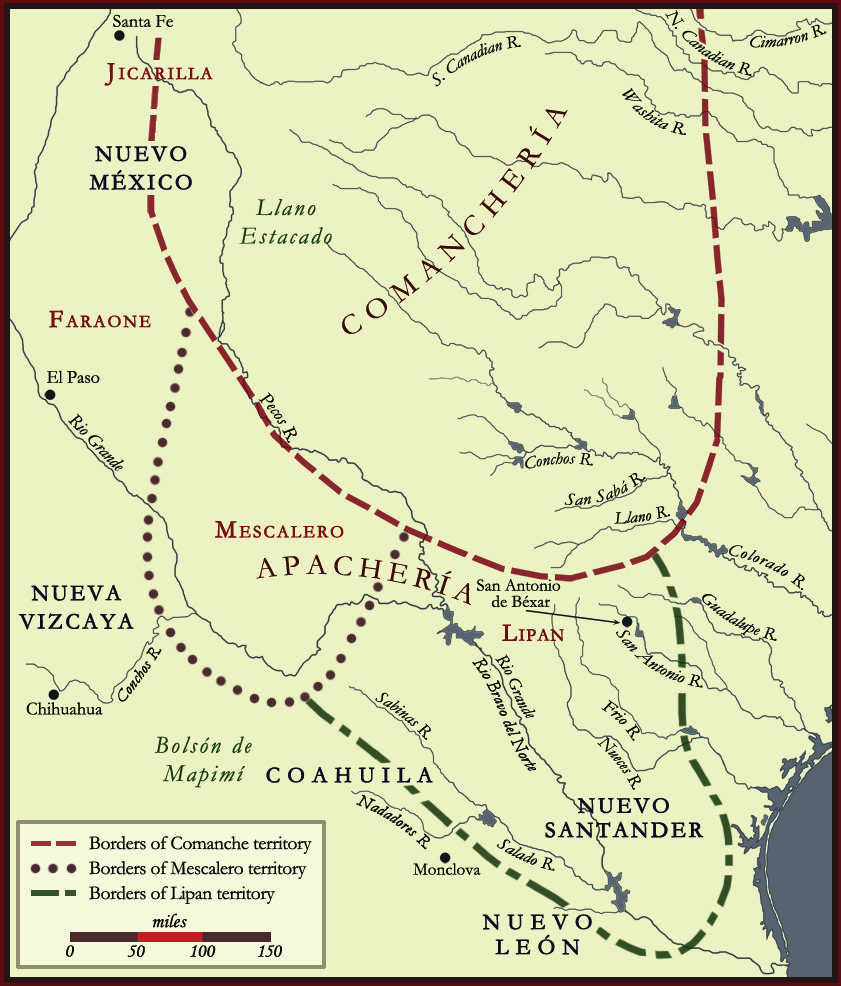 Santa Fe
JICARILLA
S. Canadian R.
N. Canadian R.
Cimarron R.
Washita R.
NUEVO
MÉXICO
Llano
Estacado
COMANCHERÍA
FARAONE
El Paso
Rio Grande
Pecos R.
Conchos R.
San Sabá R.
Llano R.
Colorado R.
MESCALERO
APACHERÍA
San Antonio
de Béxar
LIPAN
Guadalupe R.
San Antonio R.
NUEVA
VIZCAYA
Conchos R.
Chihuahua
Rio Grande
Rio Bravo del Norte
Sabinas R.
Frio R.
Nueces R.
Bolsón de
Mapimí
COAHUILA
NUEVO
SANTANDER
Nadadores R.
Salado R.
Monclova
NUEVO
LEÓN
Borders of Comanche territory
Borders of Mescalero territory
Borders of Lipan territory
miles
0 50 100 150